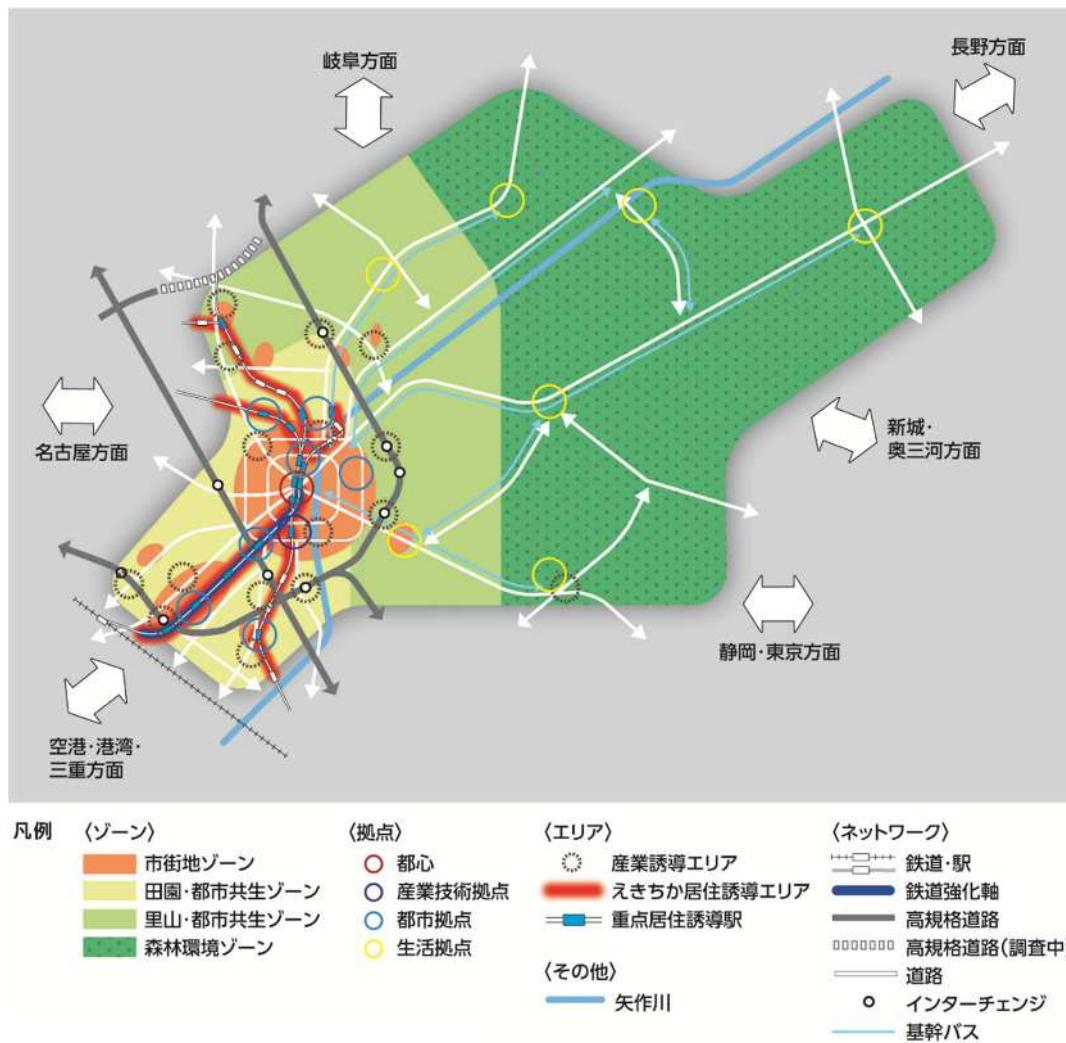 岐阜方面
長野方面
名古屋方面
新城・
奥三河方面
静岡・東京方面
空港・港湾・
三重方面
凡例
〈ゾーン〉
市街地ゾーン
田園・都市共生ゾーン
里山・都市共生ゾーン
森林環境ゾーン
〈拠点〉
都心
産業技術拠点
都市拠点
生活拠点
〈エリア〉
産業誘導エリア
えきちか居住誘導エリア
重点居住誘導駅
〈その他〉
矢作川
〈ネットワーク〉
鉄道・駅
鉄道強化軸
高規格道路
高規格道路(調査中)
道路
インターチェンジ
基幹バス